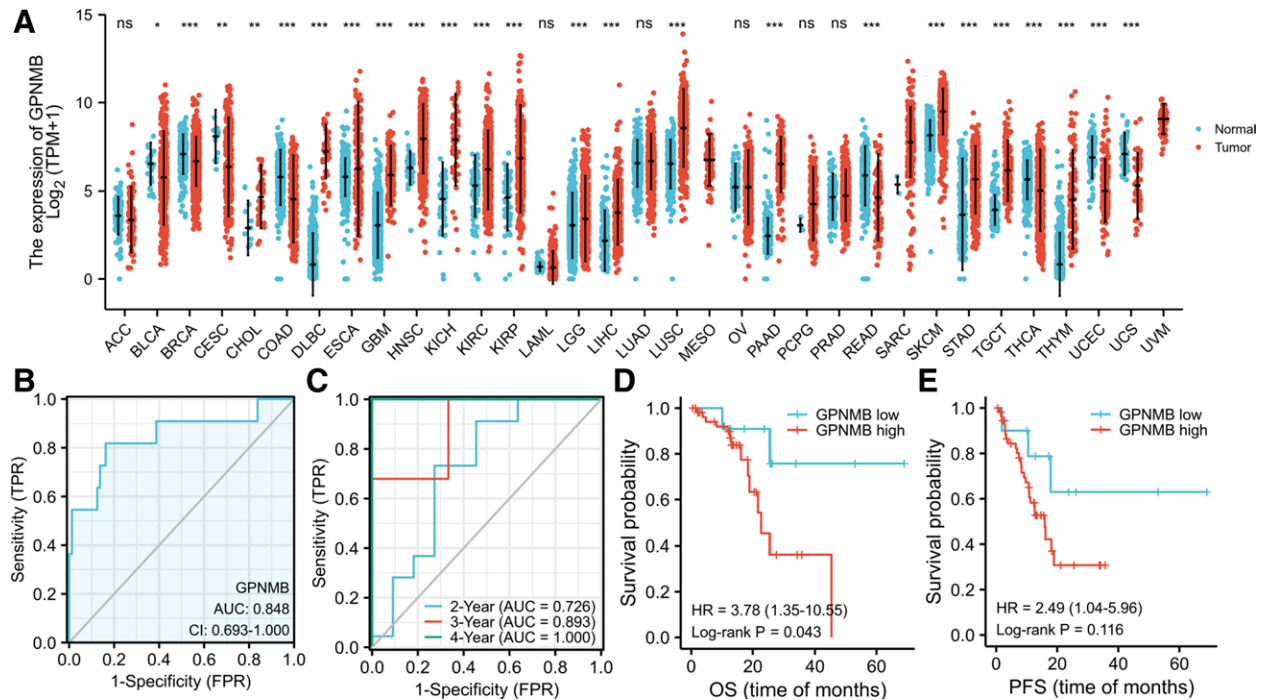 A
The expression of GPNMB
Log2 (TPM+1)
15
10
5
0
ns * *** ** ** *** *** *** *** *** *** *** *** ns *** *** ns *** ns *** ns ns *** *** *** *** *** *** *** ***
ACC BLCA BRCA CESC CHOL COAD DLBC ESCA GBM HNSC KICH KIRC KIRP LAML LGG LIHC LUAD LUSC MESO OV PAAD PCPG PRAD READ SARC SKCM STAD TGCT THCA THYM UCEC UCS UVM
Normal
Tumor
B
Sensitivity (TPR)
1.0
0.8
0.6
0.4
0.2
0.0
GPNMB
AUC: 0.848
CI: 0.693-1.000
0.0 0.2 0.4 0.6 0.8 1.0
1-Specificity (FPR)
C
Sensitivity (TPR)
1.0
0.8
0.6
0.4
0.2
0.0
2-Year (AUC = 0.726)
3-Year (AUC = 0.893)
4-Year (AUC = 1.000)
0.0 0.2 0.4 0.6 0.8 1.0
1-Specificity (FPR)
D
Survival probability
1.0
0.8
0.6
0.4
0.2
0.0
GPNMB low
GPNMB high
HR = 3.78 (1.35-10.55)
Log-rank P = 0.043
0 20 40 60
OS (time of months)
E
Survival probability
1.0
0.8
0.6
0.4
0.2
0.0
GPNMB low
GPNMB high
HR = 2.49 (1.04-5.96)
Log-rank P = 0.116
0 20 40 60
PFS (time of months)